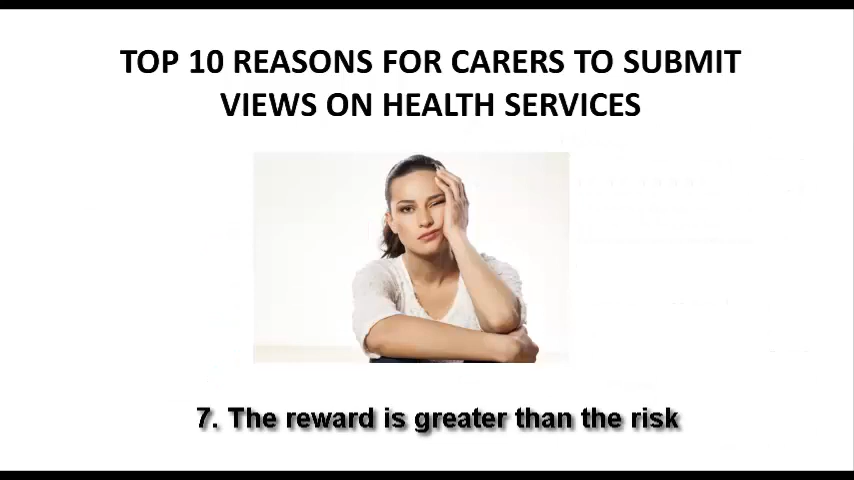 TOP 10 REASONS FOR CARERS TO SUBMIT
VIEWS ON HEALTH SERVICES
7. The reward is greater than the risk